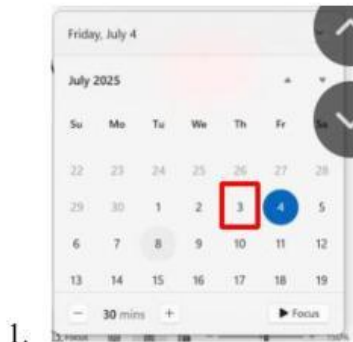 Friday, July 4
July 2025
Su Mo Tu We Th Fr Sa
22 23 24 25 26 27 28
29 30 1 2 3 4 5
6 7 8 9 10 11 12
13 14 15 16 17 18 19
30 mins Focus
1.